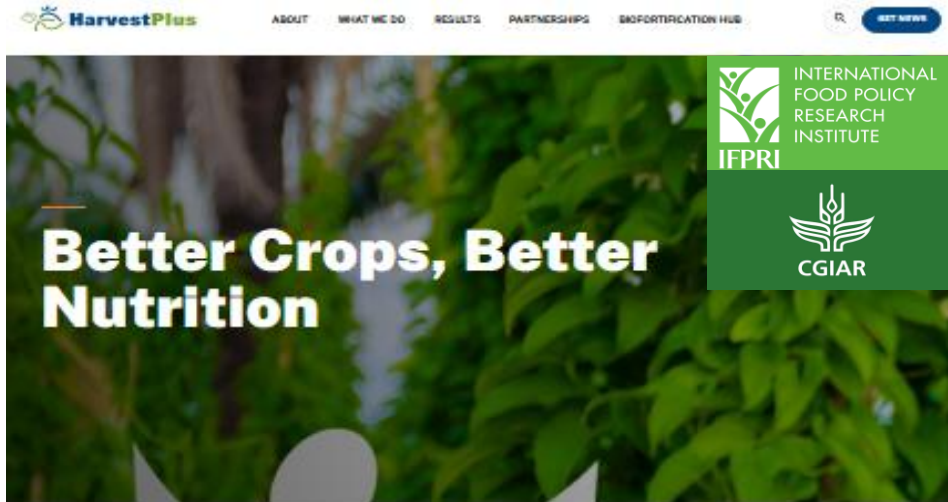 HarvestPlus
ABOUT WHAT WE DO RESULTS PARTNERSHIPS BIOFORTIFICATION HUB GET NEWS
INTERNATIONAL
FOOD POLICY
RESEARCH
INSTITUTE
IFPRI
CGIAR
Better Crops, Better
Nutrition